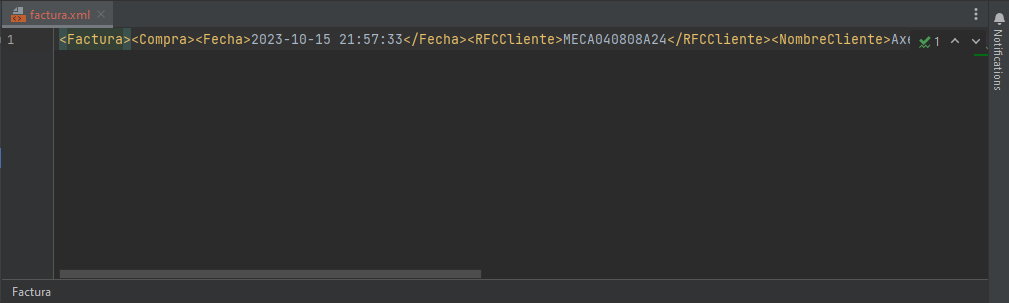 factura.xml
1 <Factura><Compra><Fecha>2023-10-15 21:57:33</Fecha><RFCCliente>MECA040808A24</RFCCliente><NombreCliente>Axe
1
Notifications
Factura